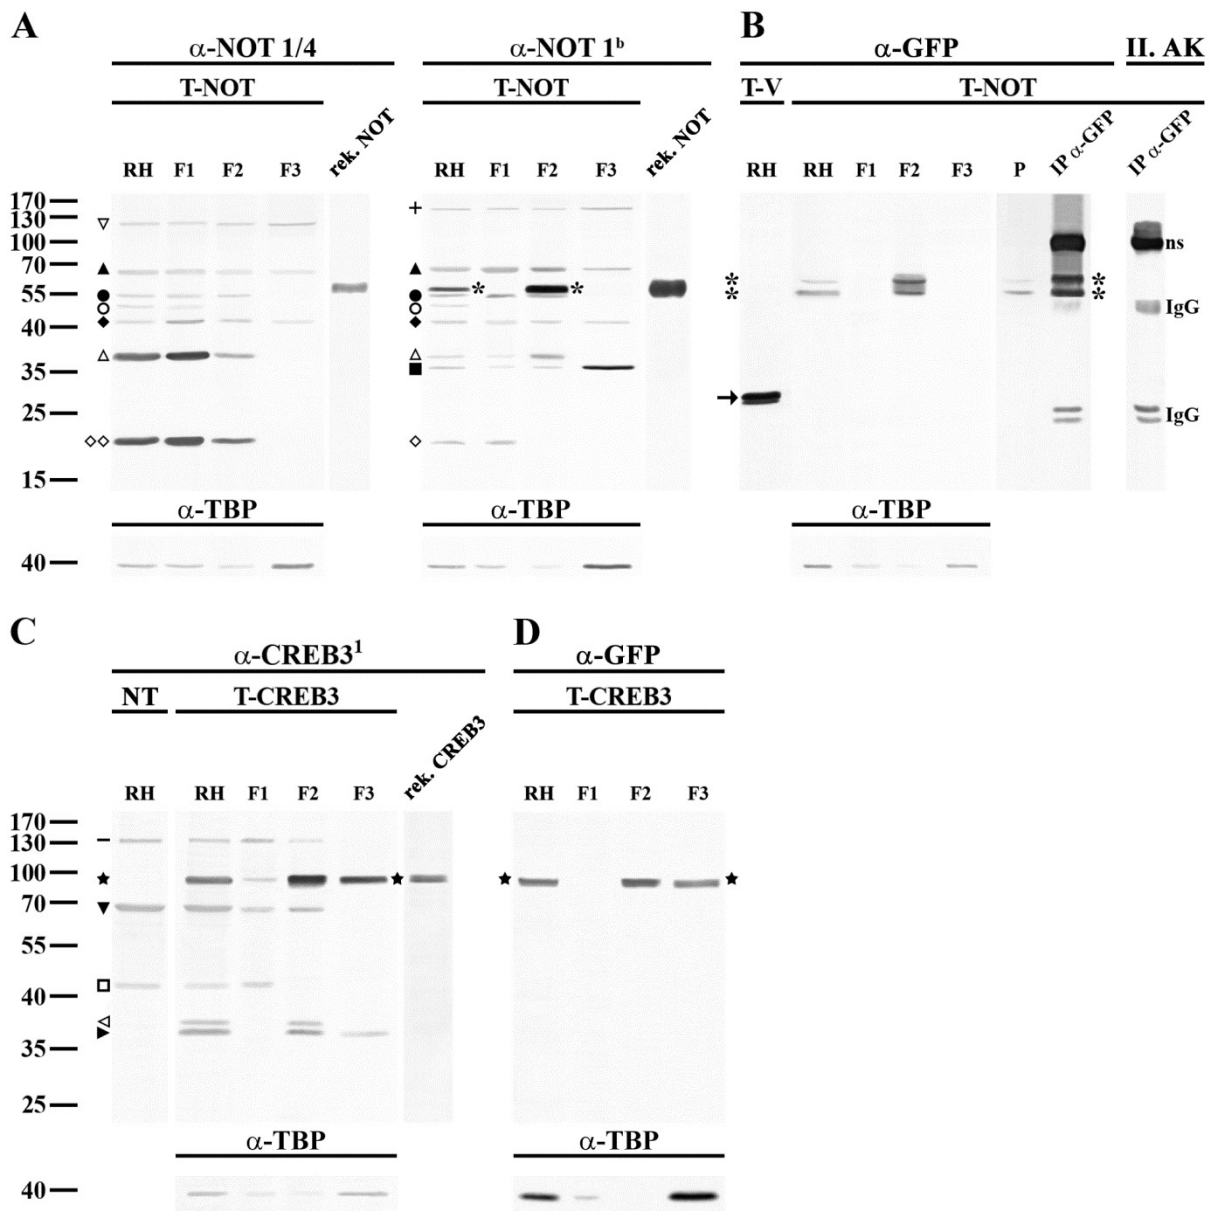 A
α-NOT 1/4
α-NOT 1ᵇ
T-NOT
T-NOT
RH F1 F2 F3 rek. NOT
RH F1 F2 F3 rek. NOT
170
130
100
70
55
40
35
25
15
α-TBP
α-TBP
40
B
α-GFP
II. AK
T-V
T-NOT
RH RH F1 F2 F3 P IP α-GFP IP α-GFP
ns
IgG
IgG
α-TBP
C
α-CREB3¹
NT
T-CREB3
RH RH F1 F2 F3 rek. CREB3
170
130
100
70
55
40
35
25
α-TBP
40
D
α-GFP
T-CREB3
RH F1 F2 F3
α-TBP